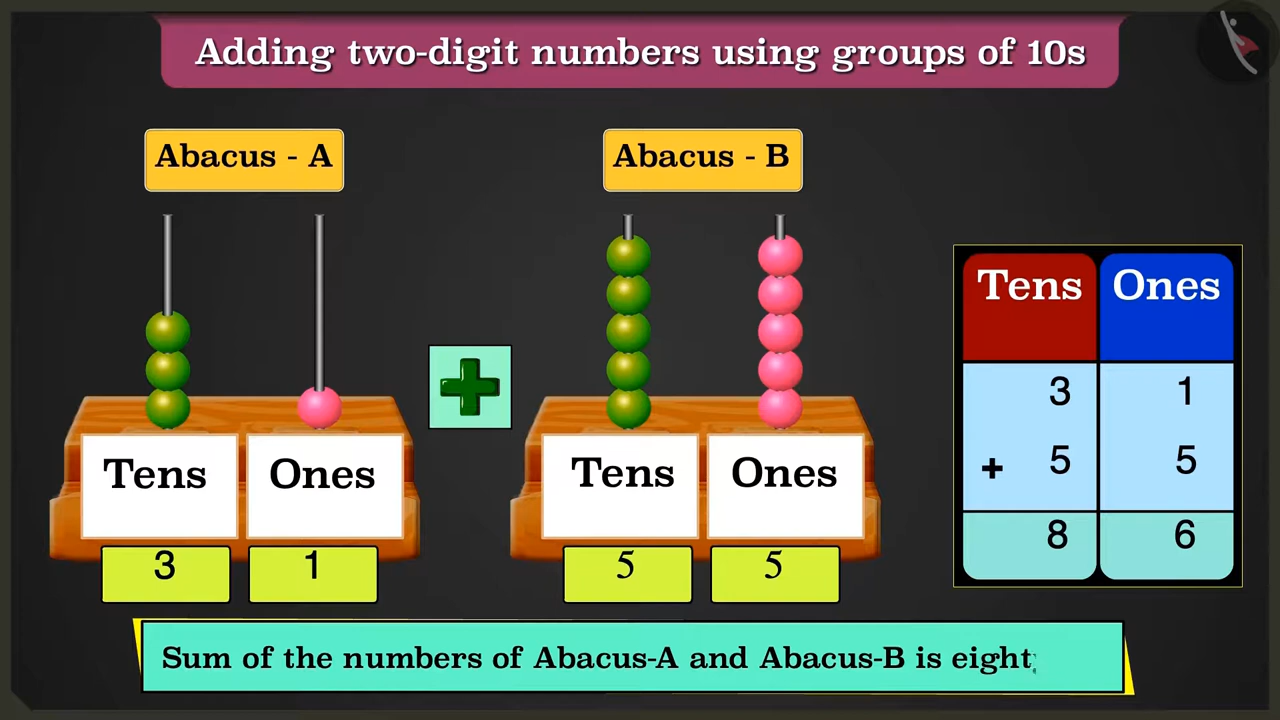 Adding two-digit numbers using groups of 10s
Abacus - A
Abacus - B
Tens Ones
3 1
+
Tens Ones
5 5
Tens Ones
3 1
+ 5 5
8 6
Sum of the numbers of Abacus-A and Abacus-B is eight